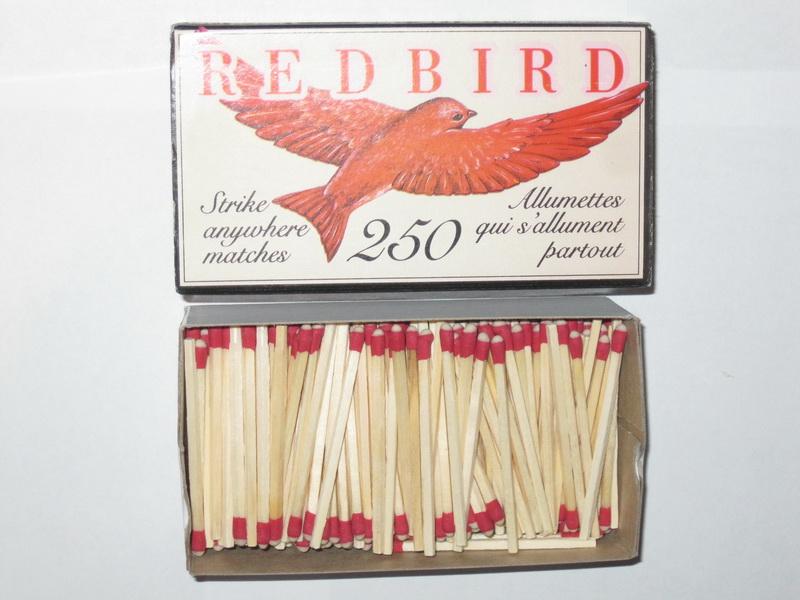 REDBIRD
Strike
anywhere
matches
250
Allumettes
qui s'allument
partout